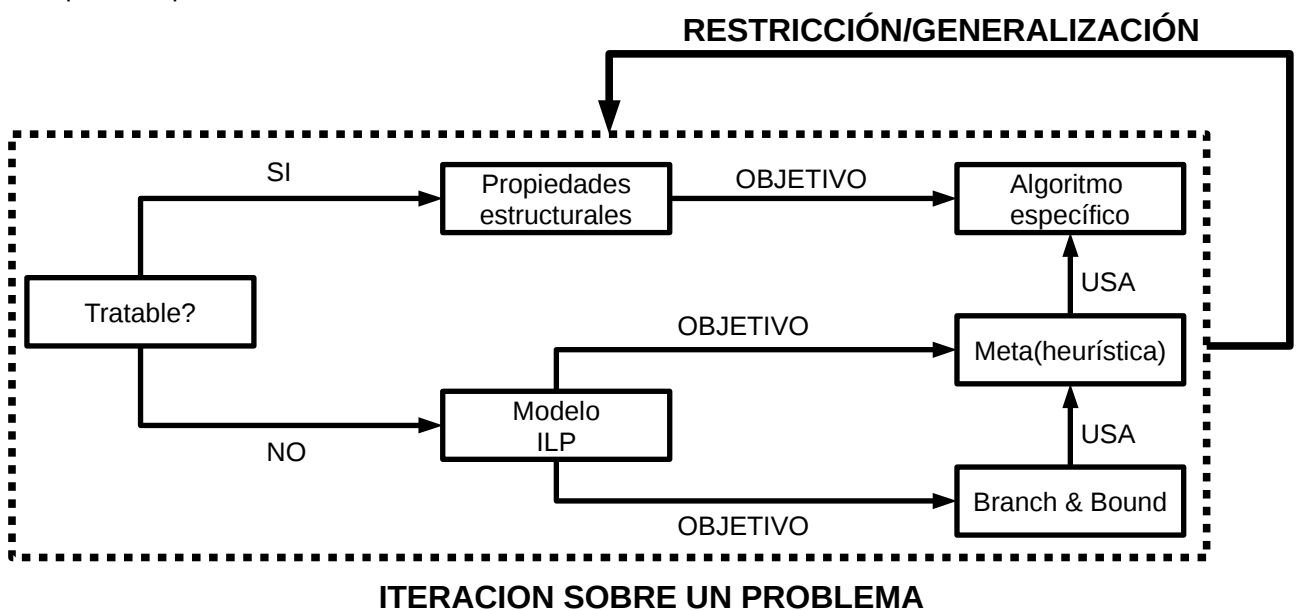 RESTRICCIÓN/GENERALIZACIÓN
SI
Propiedades
estructurales
OBJETIVO
Algoritmo
específico
USA
Tratable?
OBJETIVO
Meta(heurística)
Modelo
ILP
NO
USA
OBJETIVO
Branch & Bound
ITERACION SOBRE UN PROBLEMA